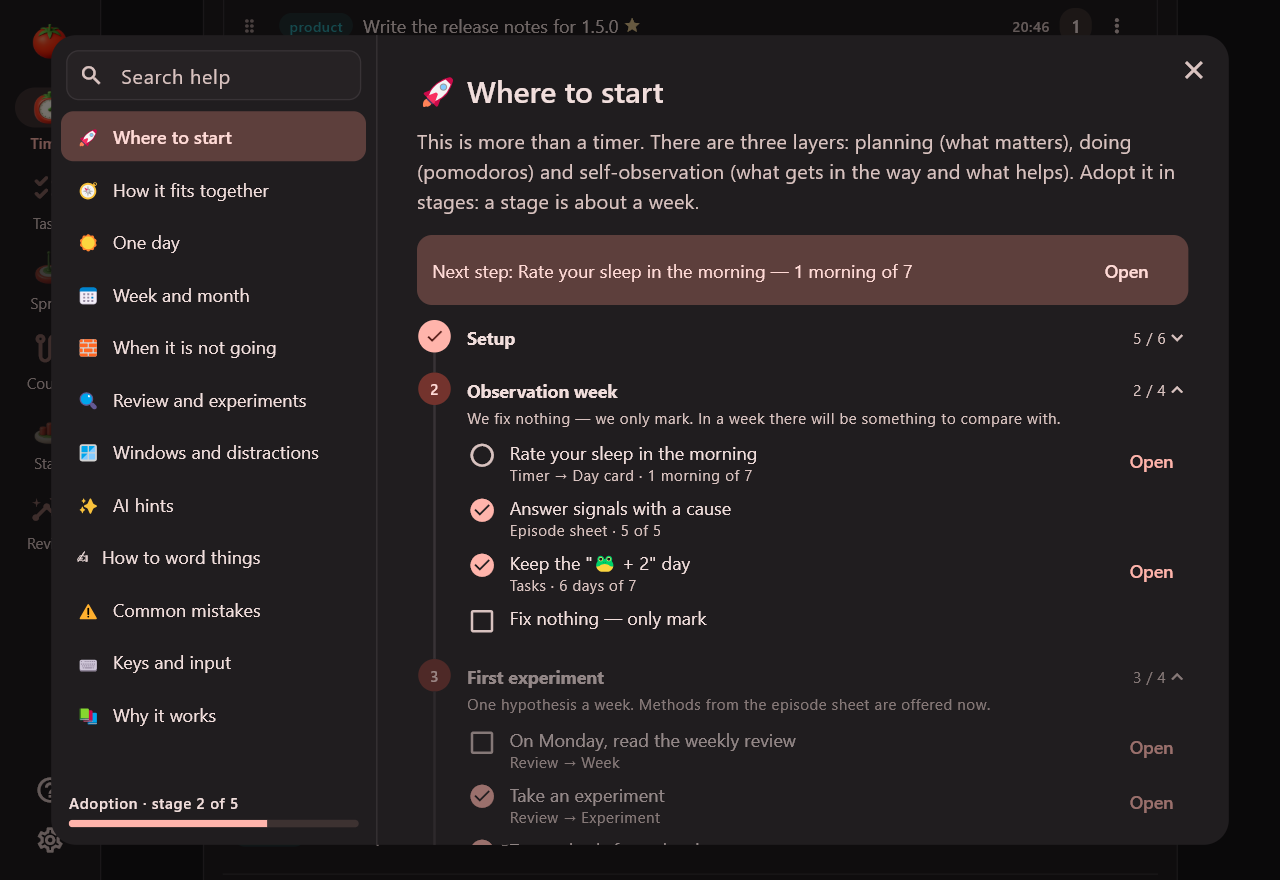 product Write the release notes for 1.5.0 20:46 1
Search help
Where to start
How it fits together
One day
Week and month
When it is not going
Review and experiments
Windows and distractions
AI hints
How to word things
Common mistakes
Keys and input
Why it works
Adoption · stage 2 of 5
Where to start
This is more than a timer. There are three layers: planning (what matters), doing
(pomodoros) and self-observation (what gets in the way and what helps). Adopt it in
stages: a stage is about a week.
Next step: Rate your sleep in the morning — 1 morning of 7 Open
Setup 5 / 6
2 Observation week 2 / 4
We fix nothing — we only mark. In a week there will be something to compare with.
Rate your sleep in the morning
Timer → Day card · 1 morning of 7 Open
Answer signals with a cause
Episode sheet · 5 of 5
Keep the "🐸 + 2" day
Tasks · 6 days of 7 Open
Fix nothing — only mark
3 First experiment 3 / 4
One hypothesis a week. Methods from the episode sheet are offered now.
On Monday, read the weekly review
Review → Week Open
Take an experiment
Review → Experiment Open